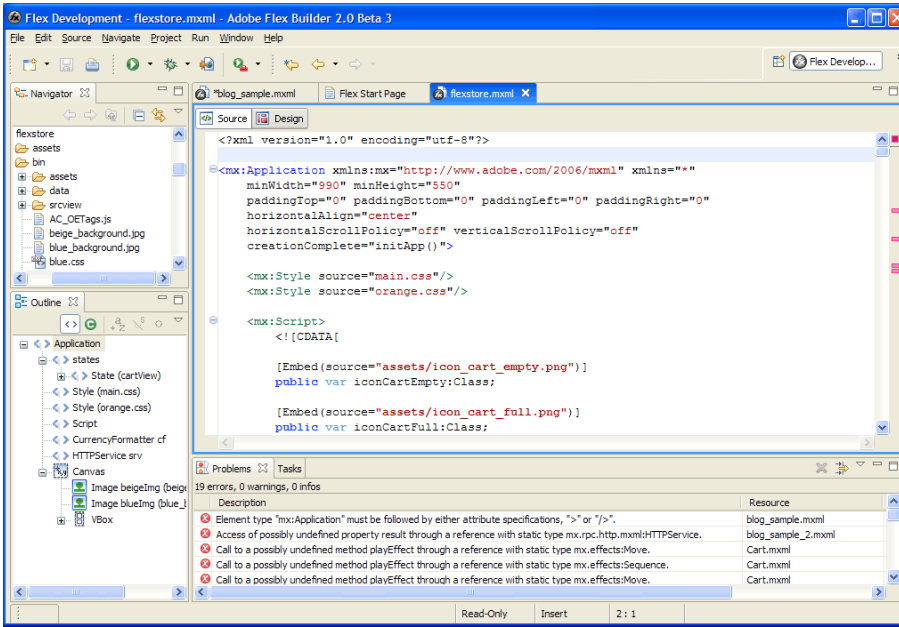 Flex Development - flexstore.mxml - Adobe Flex Builder 2.0 Beta 3
File Edit Source Navigate Project Run Window Help
Flex Develop...
Navigator
flexstore
assets
bin
assets
data
srcview
AC_OETags.js
beige_background.jpg
blue_background.jpg
blue.css
Outline
Application
states
State (cartView)
Style (main.css)
Style (orange.css)
Script
CurrencyFormatter cf
HTTPService srv
Canvas
Image beigeImg (beige
Image blueImg (blue_b
VBox
*blog_sample.mxml Flex Start Page flexstore.mxml
Source Design
<?xml version="1.0" encoding="utf-8"?>
<mx:Application xmlns:mx="http://www.adobe.com/2006/mxml" xmlns="*"
minWidth="990" minHeight="550"
paddingTop="0" paddingBottom="0" paddingLeft="0" paddingRight="0"
horizontalAlign="center"
horizontalScrollPolicy="off" verticalScrollPolicy="off"
creationComplete="initApp()">
<mx:Style source="main.css"/>
<mx:Style source="orange.css"/>
<mx:Script>
<![CDATA[
[Embed(source="assets/icon_cart_empty.png")]
public var iconCartEmpty:Class;
[Embed(source="assets/icon_cart_full.png")]
public var iconCartFull:Class;
Problems Tasks
19 errors, 0 warnings, 0 infos
Description Resource
Element type "mx:Application" must be followed by either attribute specifications, ">" or "/>". blog_sample.mxml
Access of possibly undefined property result through a reference with static type mx.rpc.http.mxml:HTTPService. blog_sample_2.mxml
Call to a possibly undefined method playEffect through a reference with static type mx.effects:Move. Cart.mxml
Call to a possibly undefined method playEffect through a reference with static type mx.effects:Sequence. Cart.mxml
Call to a possibly undefined method playEffect through a reference with static type mx.effects:Move. Cart.mxml
Read-Only Insert 2 : 1